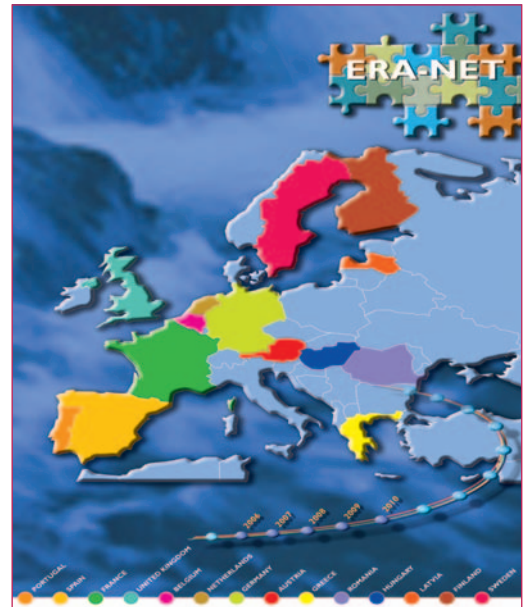 ERA-NET
2006
2007
2008
2009
2010
PORTUGAL
SPAIN
FRANCE
UNITED KINGDOM
BELGIUM
NETHERLANDS
GERMANY
AUSTRIA
GREECE
ROMANIA
HUNGARY
LATVIA
FINLAND
SWEDEN